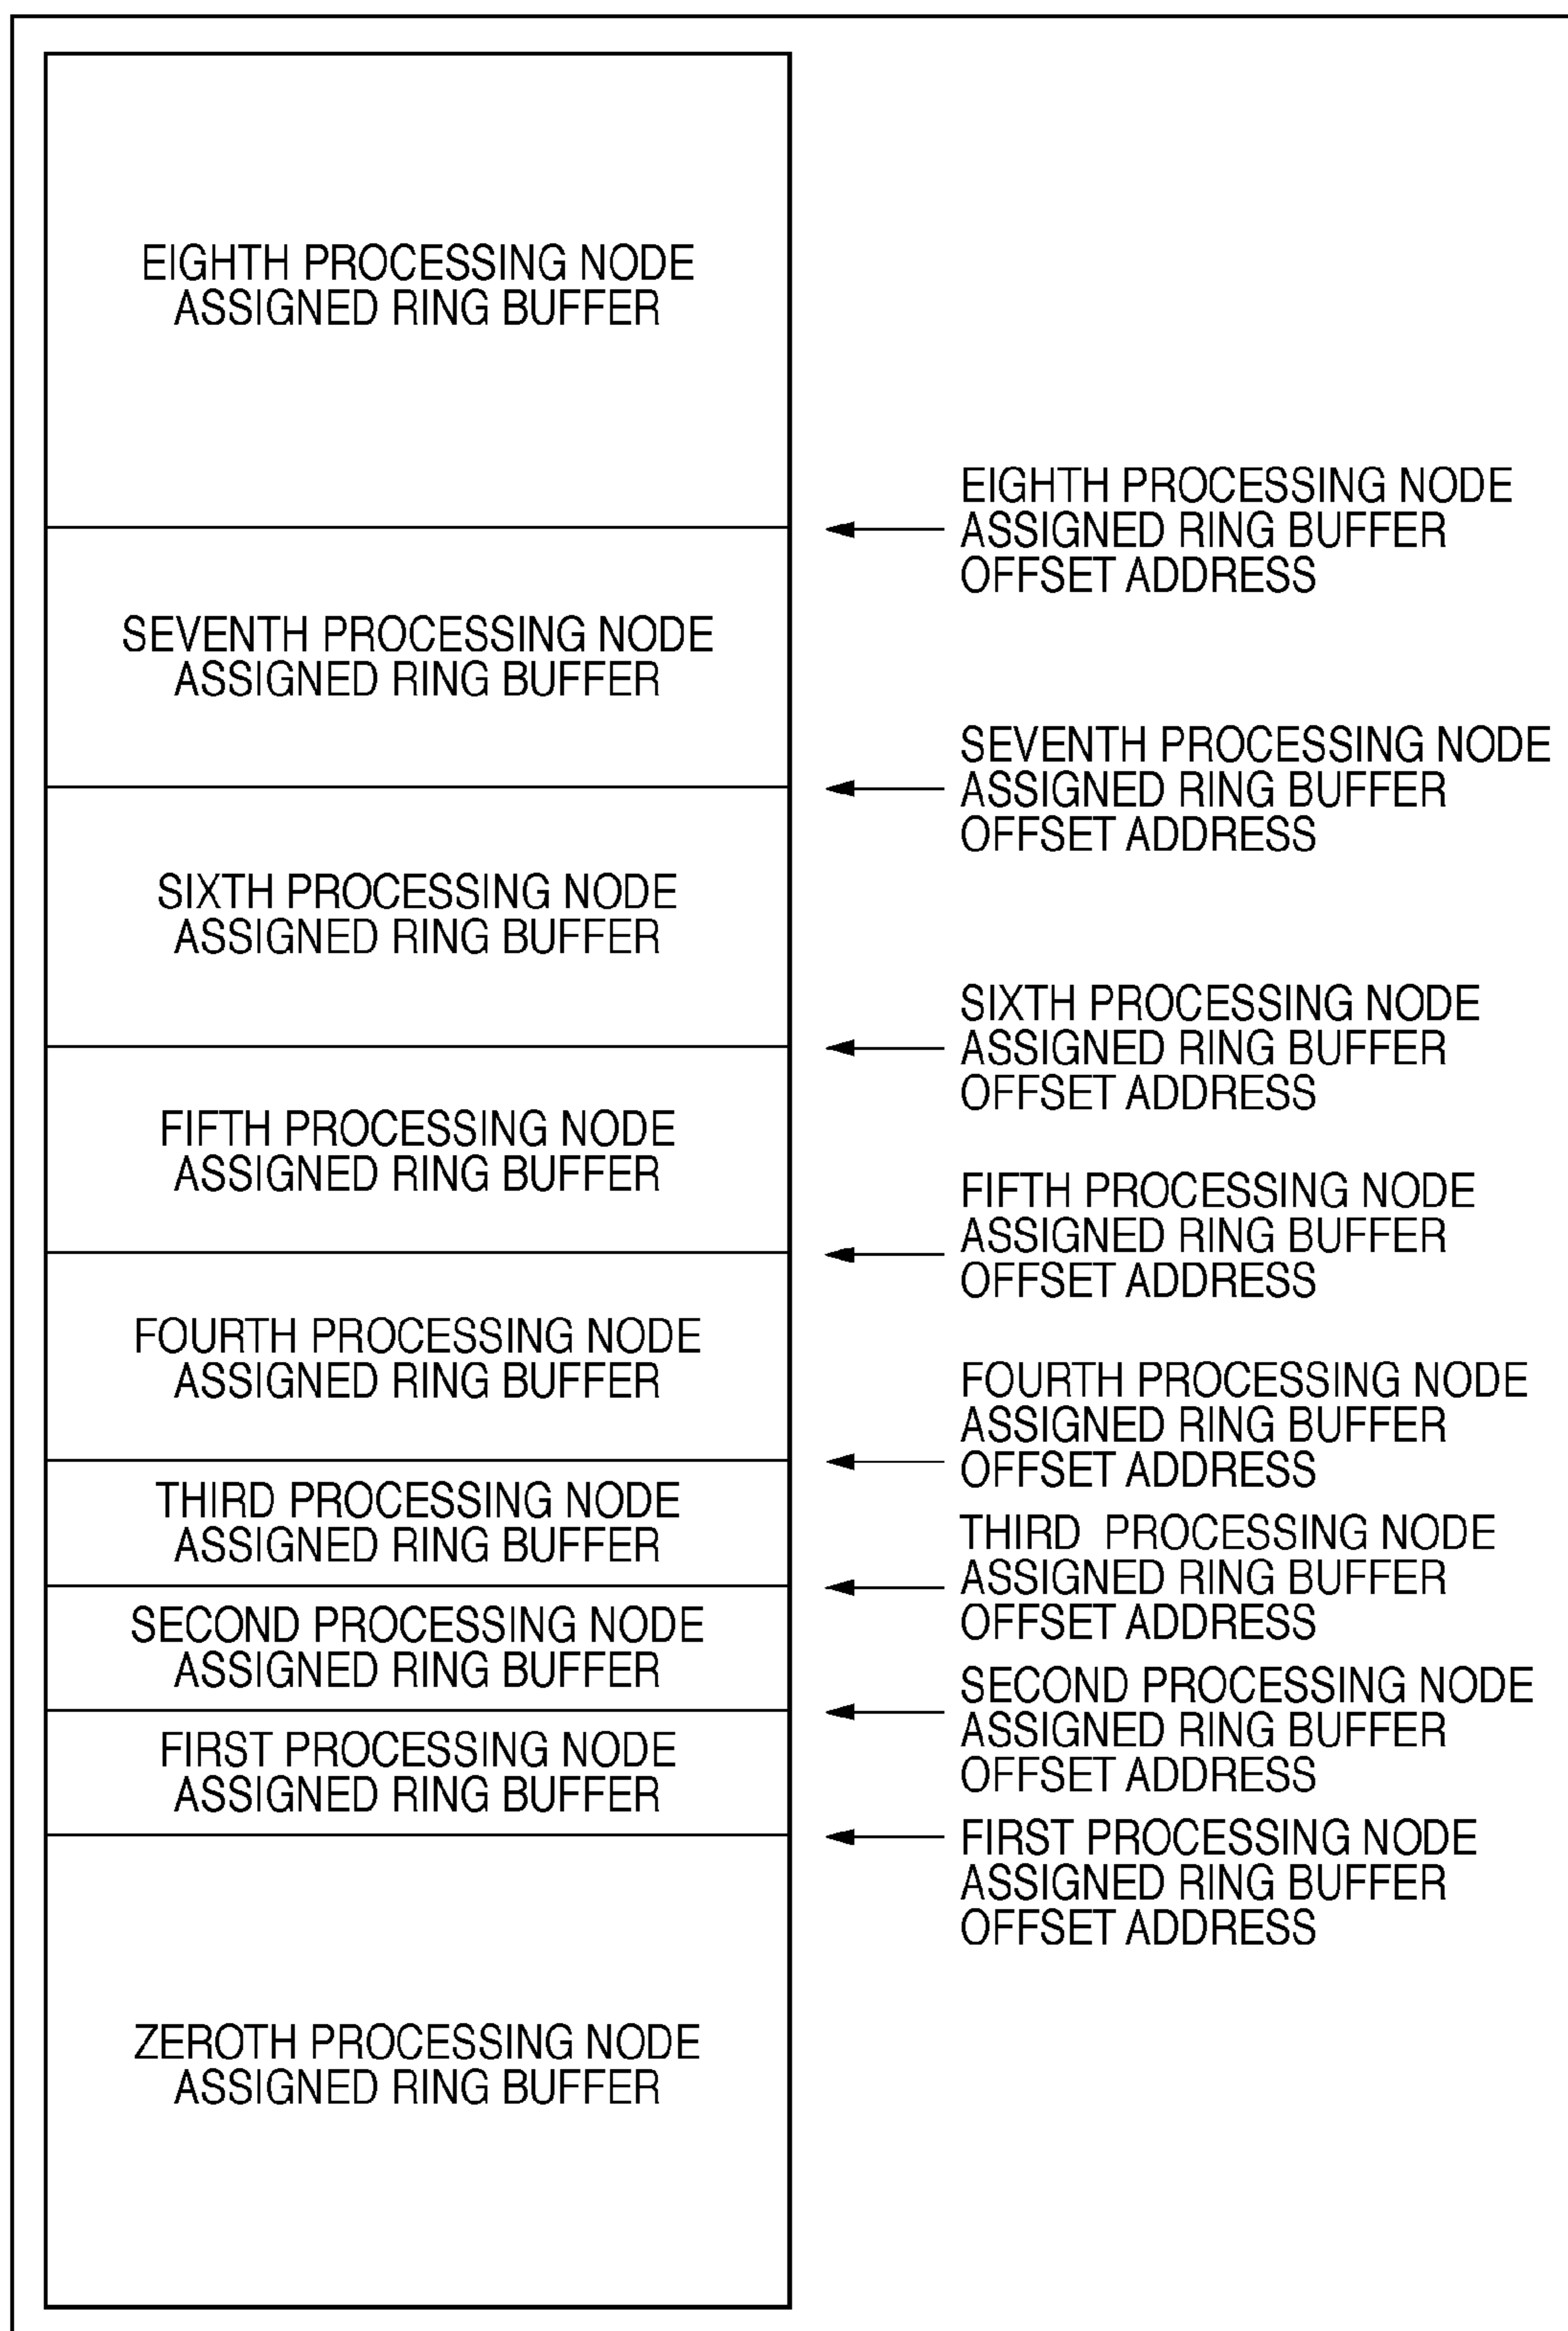 EIGHTH PROCESSING NODE
ASSIGNED RING BUFFER
SEVENTH PROCESSING NODE
ASSIGNED RING BUFFER
SIXTH PROCESSING NODE
ASSIGNED RING BUFFER
FIFTH PROCESSING NODE
ASSIGNED RING BUFFER
FOURTH PROCESSING NODE
ASSIGNED RING BUFFER
THIRD PROCESSING NODE
ASSIGNED RING BUFFER
SECOND PROCESSING NODE
ASSIGNED RING BUFFER
FIRST PROCESSING NODE
ASSIGNED RING BUFFER
ZEROTH PROCESSING NODE
ASSIGNED RING BUFFER
EIGHTH PROCESSING NODE
ASSIGNED RING BUFFER
OFFSET ADDRESS
SEVENTH PROCESSING NODE
ASSIGNED RING BUFFER
OFFSET ADDRESS
SIXTH PROCESSING NODE
ASSIGNED RING BUFFER
OFFSET ADDRESS
FIFTH PROCESSING NODE
ASSIGNED RING BUFFER
OFFSET ADDRESS
FOURTH PROCESSING NODE
ASSIGNED RING BUFFER
OFFSET ADDRESS
THIRD PROCESSING NODE
ASSIGNED RING BUFFER
OFFSET ADDRESS
SECOND PROCESSING NODE
ASSIGNED RING BUFFER
OFFSET ADDRESS
FIRST PROCESSING NODE
ASSIGNED RING BUFFER
OFFSET ADDRESS